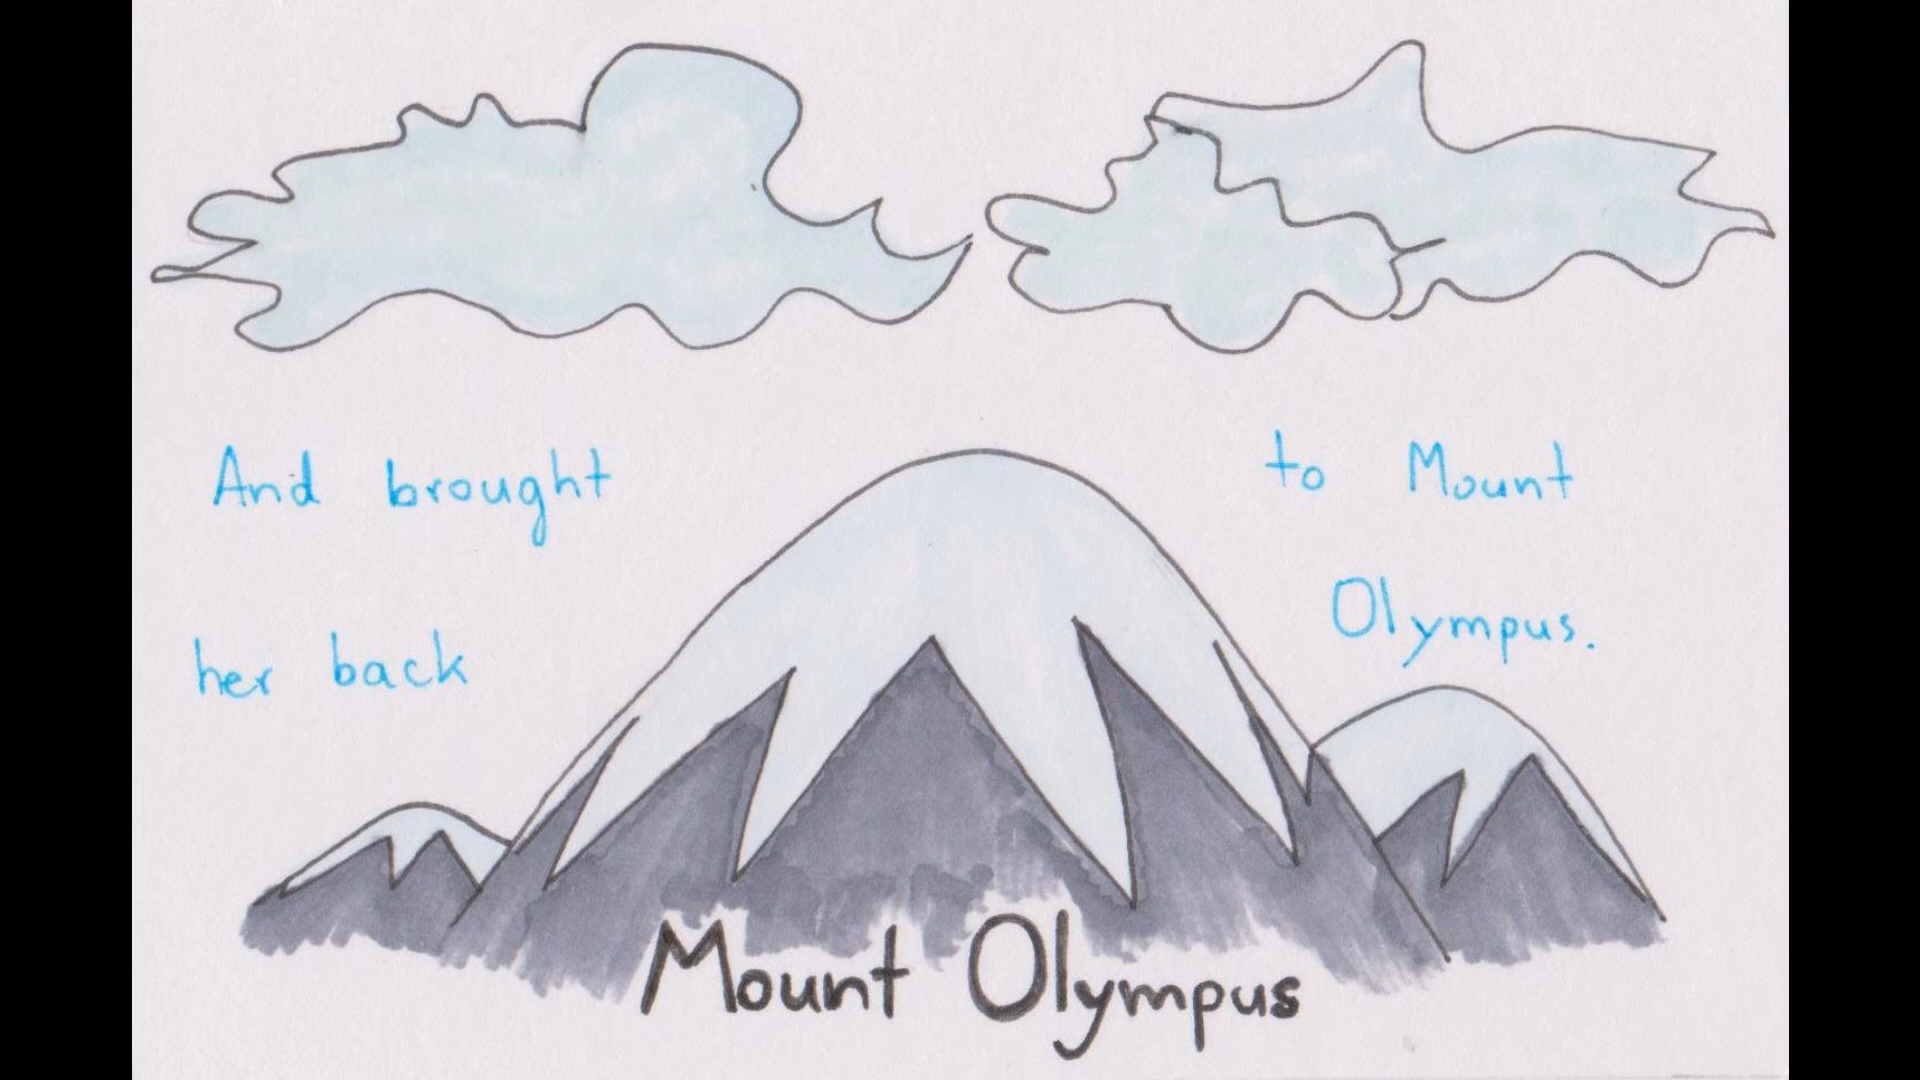 And brought
her back
to Mount
Olympus.
Mount Olympus